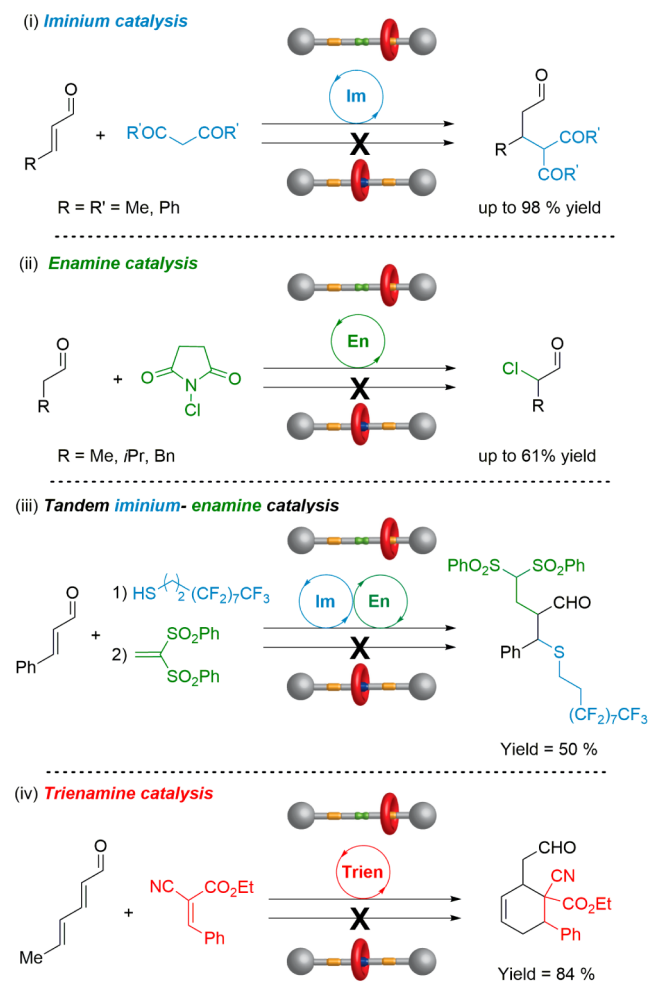 (i) Iminium catalysis
O
R
+
R'OC COR'
Im
X
O
R
COR'
COR'
R = R' = Me, Ph
up to 98 % yield
(ii) Enamine catalysis
O
R
+
O N O
Cl
En
X
Cl O
R
R = Me, iPr, Bn
up to 61% yield
(iii) Tandem iminium- enamine catalysis
O
Ph
+
1) HS ( )2 (CF2)7CF3
2) SO2Ph
SO2Ph
Im En
X
PhO2S SO2Ph
CHO
Ph S
(CF2)7CF3
Yield = 50 %
(iv) Trienamine catalysis
O
Me
+
NC CO2Et
Ph
Trien
X
CHO
CN
CO2Et
Ph
Yield = 84 %